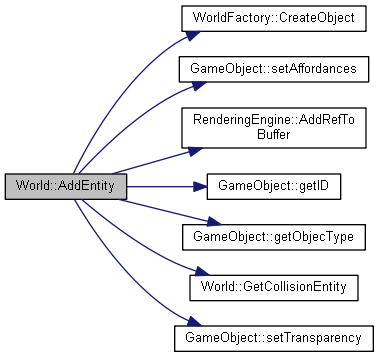 WorldFactory::CreateObject
GameObject::setAffordances
RenderingEngine::AddRefTo
Buffer
World::AddEntity
GameObject::getID
GameObject::getObjecType
World::GetCollisionEntity
GameObject::setTransparency